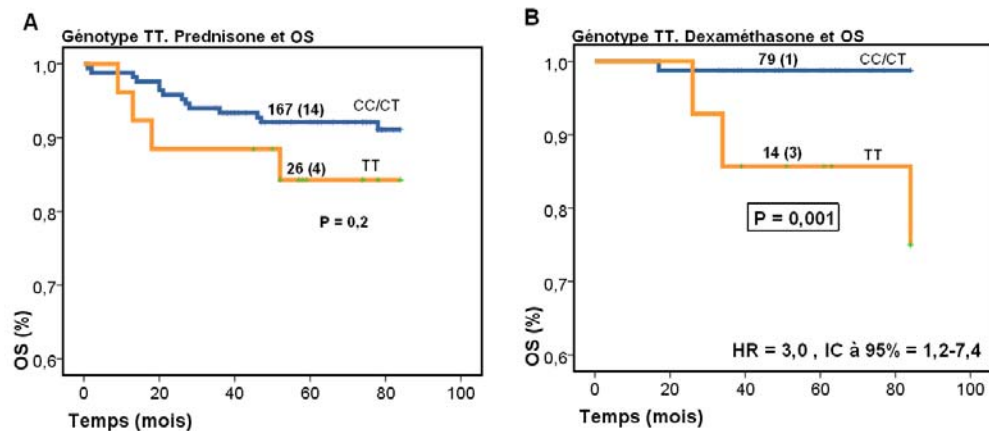 A
Génotype TT. Prednisone et OS
1,0
0,9
0,8
0,7
0,6
OS (%)
167 (14)
CC/CT
26 (4)
TT
P = 0,2
0 20 40 60 80 100
Temps (mois)
B
Génotype TT. Dexaméthasone et OS
1,0
0,9
0,8
0,7
0,6
OS (%)
79 (1)
CC/CT
14 (3)
TT
P = 0,001
HR = 3,0 , IC à 95% = 1,2-7,4
0 20 40 60 80 100
Temps (mois)